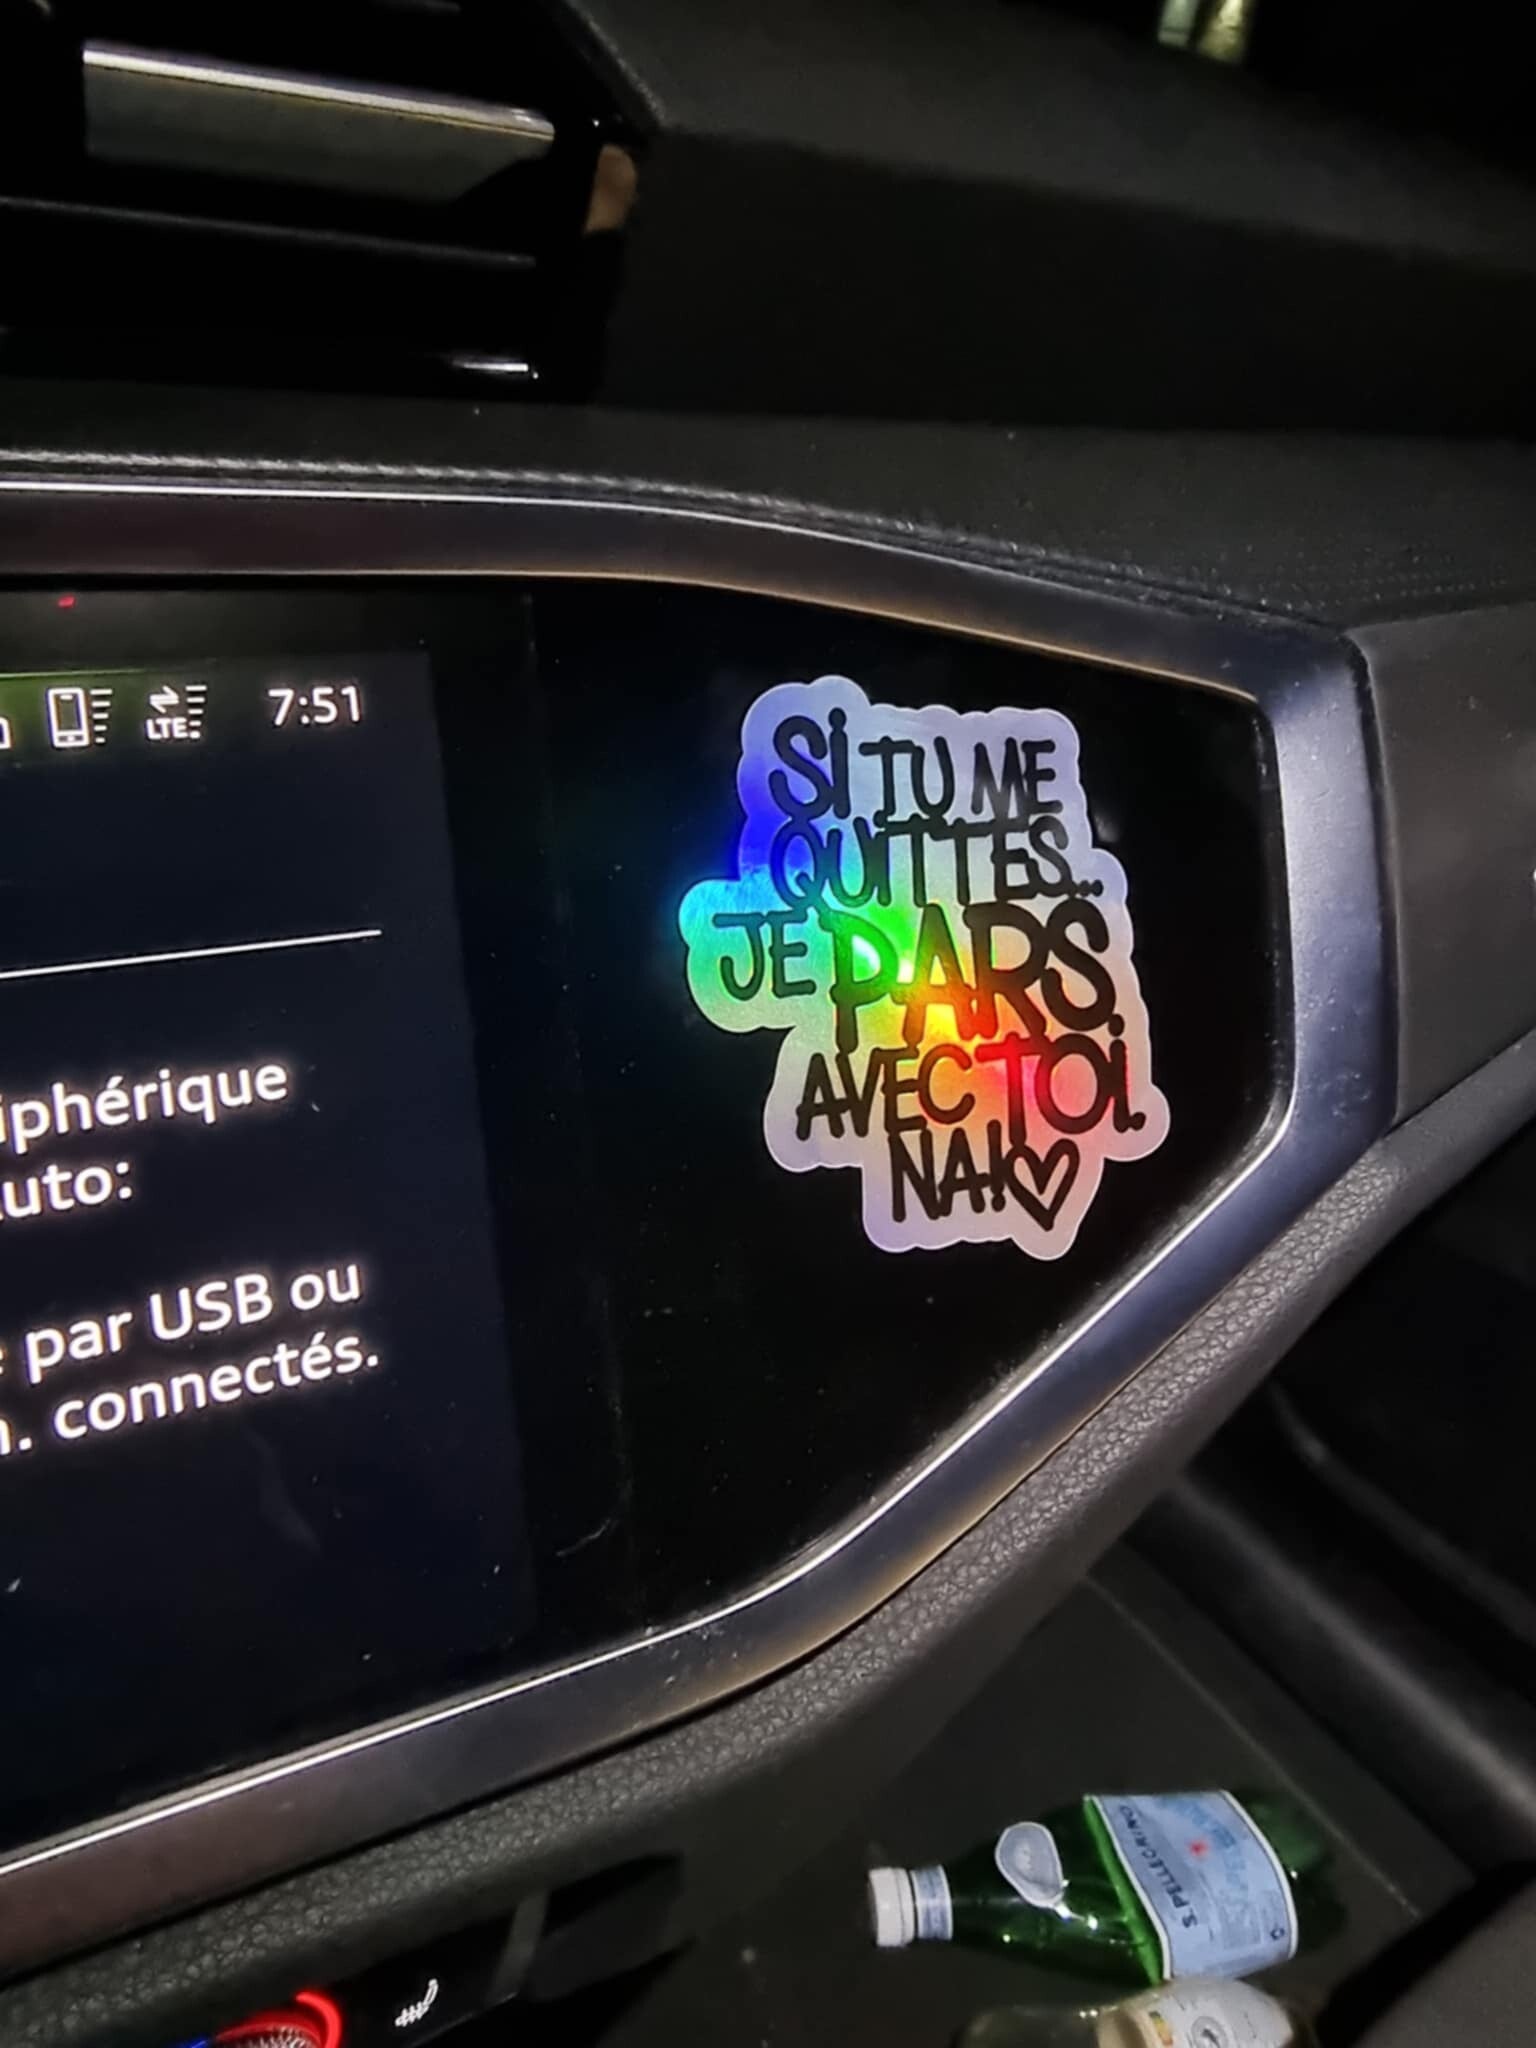 LTE
7:51
SI TU ME
QUITTES...
JE PARS
AVEC TOI.
NA!
iphérique
uto:
par USB ou
. connectés.
S.PELLEGRINO